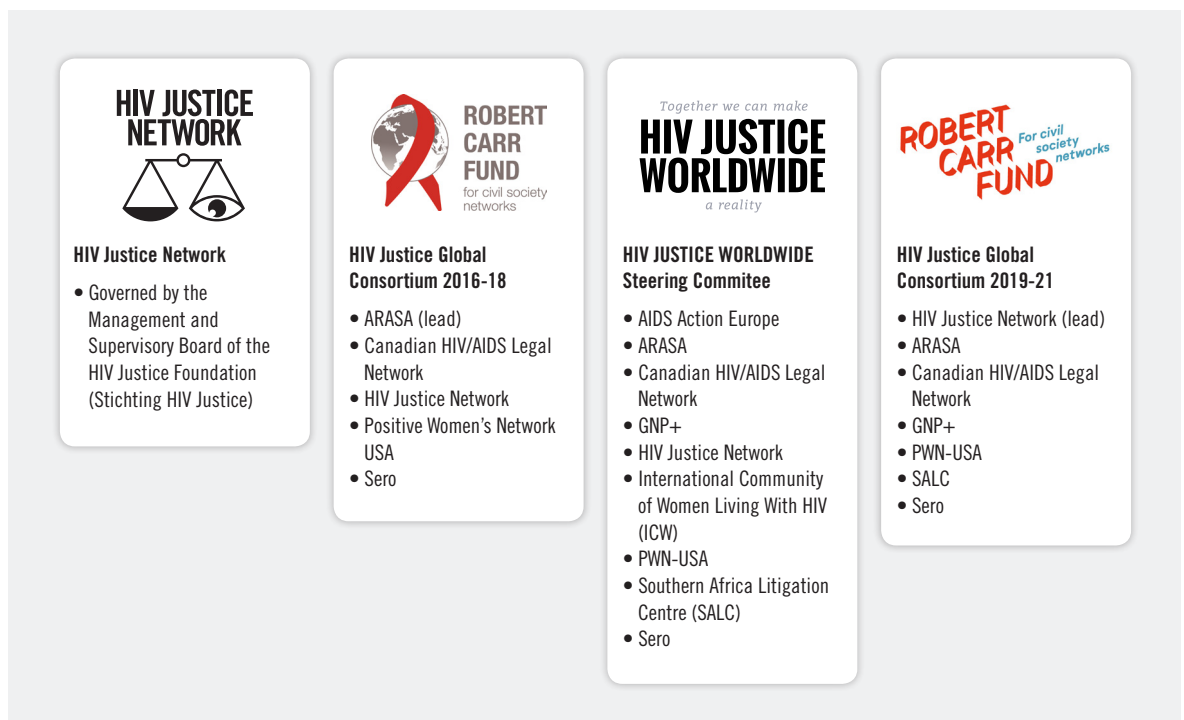 HIV JUSTICE
NETWORK
HIV Justice Network
• Governed by the
Management and
Supervisory Board of the
HIV Justice Foundation
(Stichting HIV Justice)
ROBERT
CARR
FUND
for civil society
networks
HIV Justice Global
Consortium 2016-18
• ARASA (lead)
• Canadian HIV/AIDS Legal
Network
• HIV Justice Network
• Positive Women's Network
USA
• Sero
Together we can make
HIV JUSTICE
WORLDWIDE
a reality
HIV JUSTICE WORLDWIDE
Steering Commitee
• AIDS Action Europe
• ARASA
• Canadian HIV/AIDS Legal
Network
• GNP+
• HIV Justice Network
• International Community
of Women Living With HIV
(ICW)
• PWN-USA
• Southern Africa Litigation
Centre (SALC)
• Sero
ROBERT
CARR
FUND
For civil
society
networks
HIV Justice Global
Consortium 2019-21
• HIV Justice Network (lead)
• ARASA
• Canadian HIV/AIDS Legal
Network
• GNP+
• PWN-USA
• SALC
• Sero